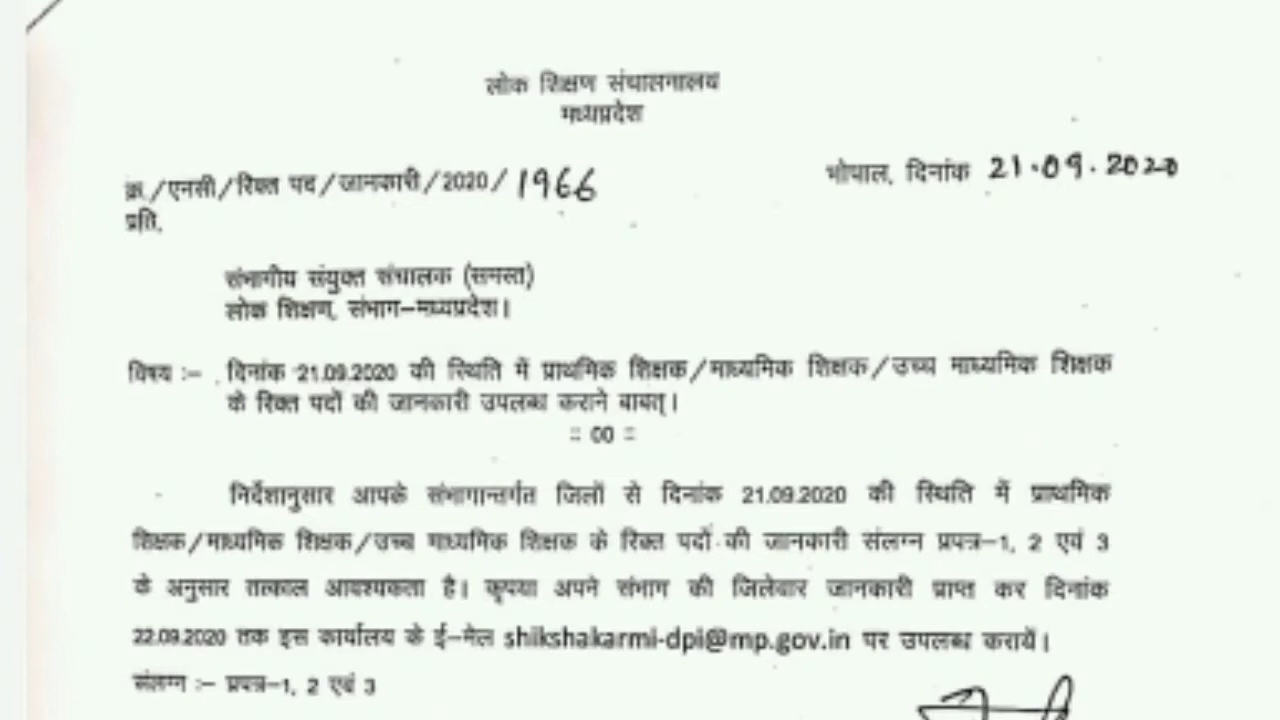 लोक शिक्षण संचालनालय
मध्यप्रदेश
क्र./एनसी/रिक्त पद/जानकारी/2020/1966
भोपाल, दिनांक 21.09.2020
प्रति,
संभागीय संयुक्त संचालक (समस्त)
लोक शिक्षण, संभाग–मध्यप्रदेश।
विषय :– दिनांक 21.09.2020 की स्थिति में प्राथमिक शिक्षक/माध्यमिक शिक्षक/उच्च माध्यमिक शिक्षक
के रिक्त पदों की जानकारी उपलब्ध कराने बाबत्।
:: 00 ::
निर्देशानुसार आपके संभागान्तर्गत जिलों से दिनांक 21.09.2020 की स्थिति में प्राथमिक
शिक्षक/माध्यमिक शिक्षक/उच्च माध्यमिक शिक्षक के रिक्त पदों की जानकारी संलग्न प्रपत्र–1, 2 एवं 3
के अनुसार तत्काल आवश्यकता है। कृपया अपने संभाग की जिलेवार जानकारी प्राप्त कर दिनांक
22.09.2020 तक इस कार्यालय के ई–मेल shikshakarmi-dpi@mp.gov.in पर उपलब्ध करायें।
संलग्न :– प्रपत्र–1, 2 एवं 3